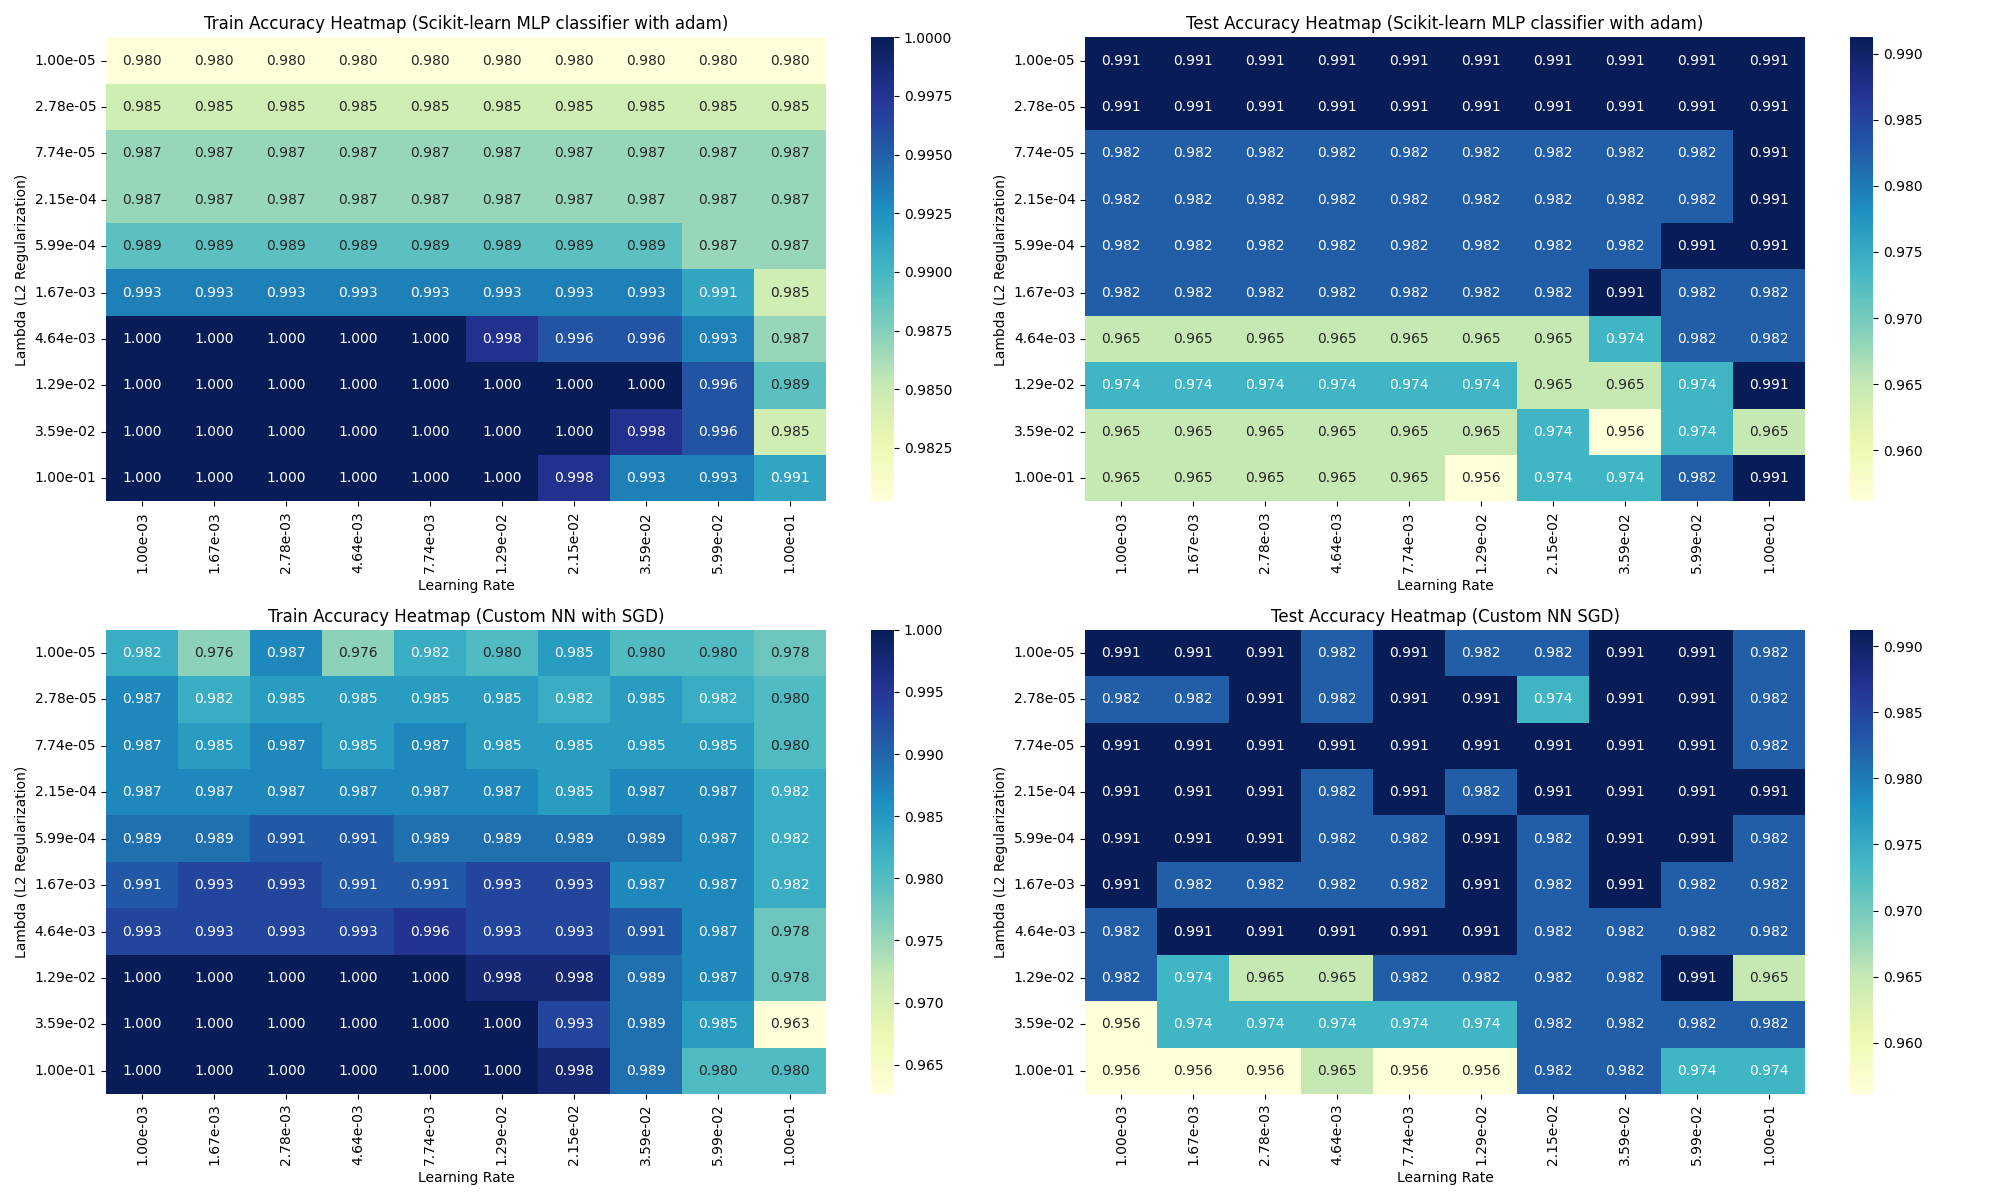 Train Accuracy Heatmap (Scikit-learn MLP classifier with adam)
1.00e-05 0.980 0.980 0.980 0.980 0.980 0.980 0.980 0.980 0.980 0.980
2.78e-05 0.985 0.985 0.985 0.985 0.985 0.985 0.985 0.985 0.985 0.985
7.74e-05 0.987 0.987 0.987 0.987 0.987 0.987 0.987 0.987 0.987 0.987
2.15e-04 0.987 0.987 0.987 0.987 0.987 0.987 0.987 0.987 0.987 0.987
5.99e-04 0.989 0.989 0.989 0.989 0.989 0.989 0.989 0.989 0.987 0.987
1.67e-03 0.993 0.993 0.993 0.993 0.993 0.993 0.993 0.993 0.991 0.985
4.64e-03 1.000 1.000 1.000 1.000 1.000 0.998 0.996 0.996 0.993 0.987
1.29e-02 1.000 1.000 1.000 1.000 1.000 1.000 1.000 1.000 0.996 0.989
3.59e-02 1.000 1.000 1.000 1.000 1.000 1.000 1.000 0.998 0.996 0.985
1.00e-01 1.000 1.000 1.000 1.000 1.000 1.000 0.998 0.993 0.993 0.991
1.00e-03 1.67e-03 2.78e-03 4.64e-03 7.74e-03 1.29e-02 2.15e-02 3.59e-02 5.99e-02 1.00e-01
Learning Rate
Lambda (L2 Regularization)
1.0000
0.9975
0.9950
0.9925
0.9900
0.9875
0.9850
0.9825
Test Accuracy Heatmap (Scikit-learn MLP classifier with adam)
1.00e-05 0.991 0.991 0.991 0.991 0.991 0.991 0.991 0.991 0.991 0.991
2.78e-05 0.991 0.991 0.991 0.991 0.991 0.991 0.991 0.991 0.991 0.991
7.74e-05 0.982 0.982 0.982 0.982 0.982 0.982 0.982 0.982 0.982 0.991
2.15e-04 0.982 0.982 0.982 0.982 0.982 0.982 0.982 0.982 0.982 0.991
5.99e-04 0.982 0.982 0.982 0.982 0.982 0.982 0.982 0.982 0.991 0.991
1.67e-03 0.982 0.982 0.982 0.982 0.982 0.982 0.982 0.991 0.982 0.982
4.64e-03 0.965 0.965 0.965 0.965 0.965 0.965 0.965 0.974 0.982 0.982
1.29e-02 0.974 0.974 0.974 0.974 0.974 0.974 0.965 0.965 0.974 0.991
3.59e-02 0.965 0.965 0.965 0.965 0.965 0.965 0.974 0.956 0.974 0.965
1.00e-01 0.965 0.965 0.965 0.965 0.965 0.956 0.974 0.974 0.982 0.991
1.00e-03 1.67e-03 2.78e-03 4.64e-03 7.74e-03 1.29e-02 2.15e-02 3.59e-02 5.99e-02 1.00e-01
Learning Rate
Lambda (L2 Regularization)
0.990
0.985
0.980
0.975
0.970
0.965
0.960
Train Accuracy Heatmap (Custom NN with SGD)
1.00e-05 0.982 0.976 0.987 0.976 0.982 0.980 0.985 0.980 0.980 0.978
2.78e-05 0.987 0.982 0.985 0.985 0.985 0.985 0.982 0.985 0.982 0.980
7.74e-05 0.987 0.985 0.987 0.985 0.987 0.985 0.985 0.985 0.985 0.980
2.15e-04 0.987 0.987 0.987 0.987 0.987 0.987 0.985 0.987 0.987 0.982
5.99e-04 0.989 0.989 0.991 0.991 0.989 0.989 0.989 0.989 0.987 0.982
1.67e-03 0.991 0.993 0.993 0.991 0.991 0.993 0.993 0.987 0.987 0.982
4.64e-03 0.993 0.993 0.993 0.993 0.996 0.993 0.993 0.991 0.987 0.978
1.29e-02 1.000 1.000 1.000 1.000 1.000 0.998 0.998 0.989 0.987 0.978
3.59e-02 1.000 1.000 1.000 1.000 1.000 1.000 0.993 0.989 0.985 0.963
1.00e-01 1.000 1.000 1.000 1.000 1.000 1.000 0.998 0.989 0.980 0.980
1.00e-03 1.67e-03 2.78e-03 4.64e-03 7.74e-03 1.29e-02 2.15e-02 3.59e-02 5.99e-02 1.00e-01
Learning Rate
Lambda (L2 Regularization)
1.000
0.995
0.990
0.985
0.980
0.975
0.970
0.965
Test Accuracy Heatmap (Custom NN SGD)
1.00e-05 0.991 0.991 0.991 0.982 0.991 0.982 0.982 0.991 0.991 0.982
2.78e-05 0.982 0.982 0.991 0.982 0.991 0.991 0.974 0.991 0.991 0.982
7.74e-05 0.991 0.991 0.991 0.991 0.991 0.991 0.991 0.991 0.991 0.982
2.15e-04 0.991 0.991 0.991 0.982 0.991 0.982 0.991 0.991 0.991 0.991
5.99e-04 0.991 0.991 0.991 0.982 0.982 0.991 0.982 0.991 0.991 0.982
1.67e-03 0.991 0.982 0.982 0.982 0.982 0.991 0.982 0.991 0.982 0.982
4.64e-03 0.982 0.991 0.991 0.991 0.991 0.991 0.982 0.982 0.982 0.982
1.29e-02 0.982 0.974 0.965 0.965 0.982 0.982 0.982 0.982 0.991 0.965
3.59e-02 0.956 0.974 0.974 0.974 0.974 0.974 0.982 0.982 0.982 0.982
1.00e-01 0.956 0.956 0.956 0.965 0.956 0.956 0.982 0.982 0.974 0.974
1.00e-03 1.67e-03 2.78e-03 4.64e-03 7.74e-03 1.29e-02 2.15e-02 3.59e-02 5.99e-02 1.00e-01
Learning Rate
Lambda (L2 Regularization)
0.990
0.985
0.980
0.975
0.970
0.965
0.960